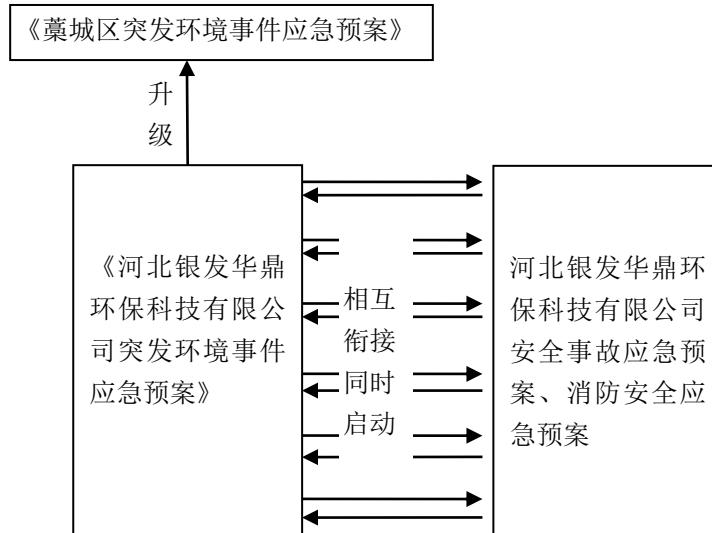 《藁城区突发环境事件应急预案》
升
级
《河北银发华鼎
环保科技有限公
司突发环境事件
应急预案》
相互
衔接
同时
启动
河北银发华鼎环
保科技有限公司
安全事故应急预
案、消防安全应
急预案